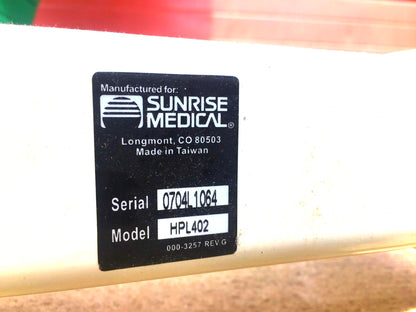 Manufactured for:
SUNRISE
MEDICAL®
Longmont, CO 80503
Made in Taiwan
Serial 0704L1064
Model HPL402
000-3257 REV G